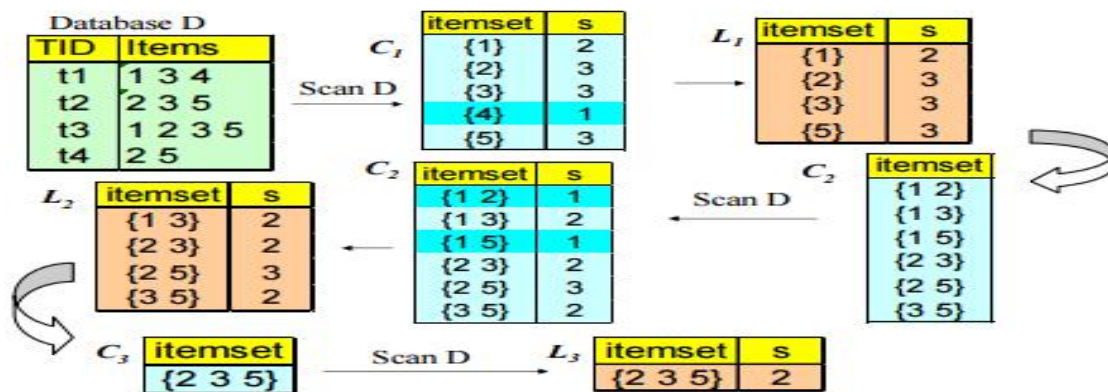 Database D
TID Items
t1 1 3 4
t2 2 3 5
t3 1 2 3 5
t4 2 5
Scan D
C1
itemset s
{1} 2
{2} 3
{3} 3
{4} 1
{5} 3
L1
itemset s
{1} 2
{2} 3
{3} 3
{5} 3
C2
itemset
{1 2}
{1 3}
{1 5}
{2 3}
{2 5}
{3 5}
Scan D
C2
itemset s
{1 2} 1
{1 3} 2
{1 5} 1
{2 3} 2
{2 5} 3
{3 5} 2
L2
itemset s
{1 3} 2
{2 3} 2
{2 5} 3
{3 5} 2
C3
itemset
{2 3 5}
Scan D
L3
itemset s
{2 3 5} 2